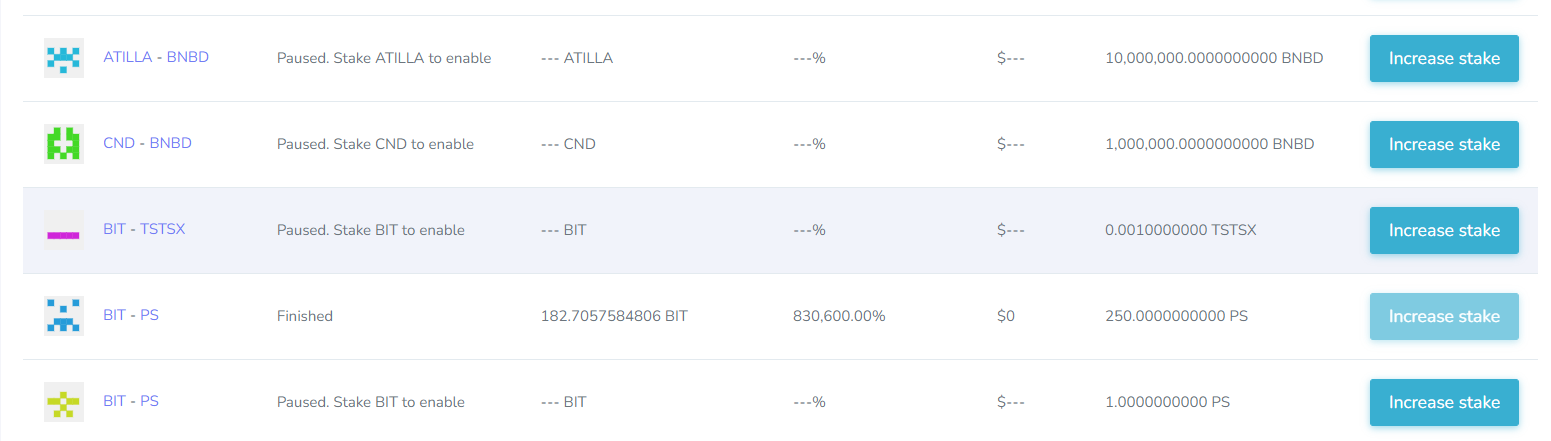 ATILLA - BNBD Paused. Stake ATILLA to enable --- ATILLA ---% $--- 10,000,000.0000000000 BNBD Increase stake
CND - BNBD Paused. Stake CND to enable --- CND ---% $--- 1,000,000.0000000000 BNBD Increase stake
BIT - TSTSX Paused. Stake BIT to enable --- BIT ---% $--- 0.0010000000 TSTSX Increase stake
BIT - PS Finished 182.7057584806 BIT 830,600.00% $0 250.0000000000 PS Increase stake
BIT - PS Paused. Stake BIT to enable --- BIT ---% $--- 1.0000000000 PS Increase stake